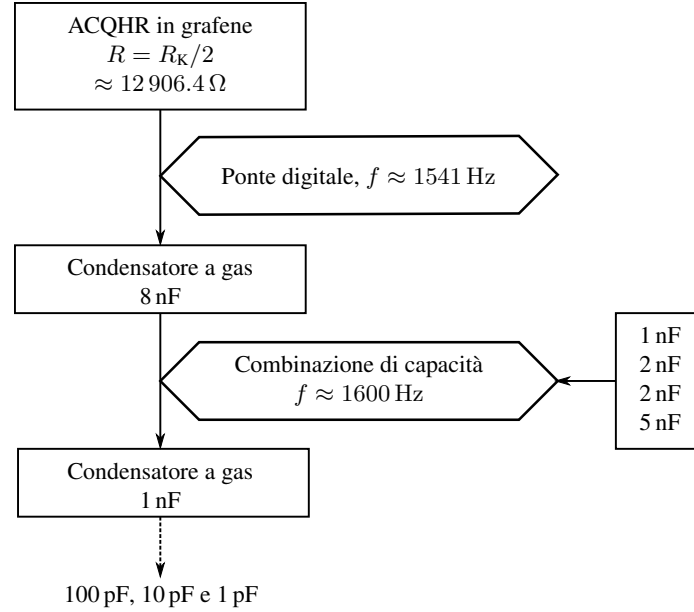 ACQHR in grafene
R = R_K/2
≈ 12 906.4 Ω
Ponte digitale, f ≈ 1541 Hz
Condensatore a gas
8 nF
Combinazione di capacità
f ≈ 1600 Hz
1 nF
2 nF
2 nF
5 nF
Condensatore a gas
1 nF
100 pF, 10 pF e 1 pF